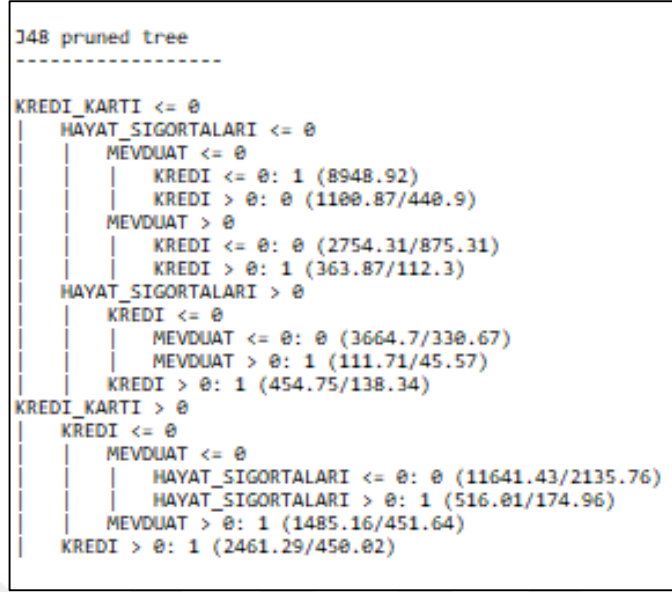 J48 pruned tree
------------------
KREDI_KARTI <= 0
|   HAYAT_SIGORTALARI <= 0
|   |   MEVDUAT <= 0
|   |   |   KREDI <= 0: 1 (8948.92)
|   |   |   KREDI > 0: 0 (1100.87/440.9)
|   |   MEVDUAT > 0
|   |   |   KREDI <= 0: 0 (2754.31/875.31)
|   |   |   KREDI > 0: 1 (363.87/112.3)
|   HAYAT_SIGORTALARI > 0
|   |   KREDI <= 0
|   |   |   MEVDUAT <= 0: 0 (3664.7/330.67)
|   |   |   MEVDUAT > 0: 1 (111.71/45.57)
|   |   KREDI > 0: 1 (454.75/138.34)
KREDI_KARTI > 0
|   KREDI <= 0
|   |   MEVDUAT <= 0
|   |   |   HAYAT_SIGORTALARI <= 0: 0 (11641.43/2135.76)
|   |   |   HAYAT_SIGORTALARI > 0: 1 (516.01/174.96)
|   |   MEVDUAT > 0: 1 (1485.16/451.64)
|   KREDI > 0: 1 (2461.29/450.02)